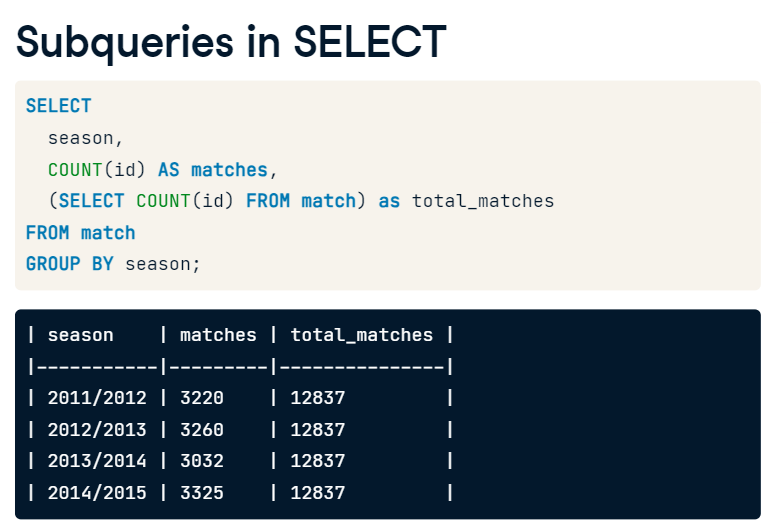 Subqueries in SELECT
SELECT
  season,
  COUNT(id) AS matches,
  (SELECT COUNT(id) FROM match) as total_matches
FROM match
GROUP BY season;
| season    | matches | total_matches |
|-----------|---------|---------------|
| 2011/2012 | 3220    | 12837         |
| 2012/2013 | 3260    | 12837         |
| 2013/2014 | 3032    | 12837         |
| 2014/2015 | 3325    | 12837         |